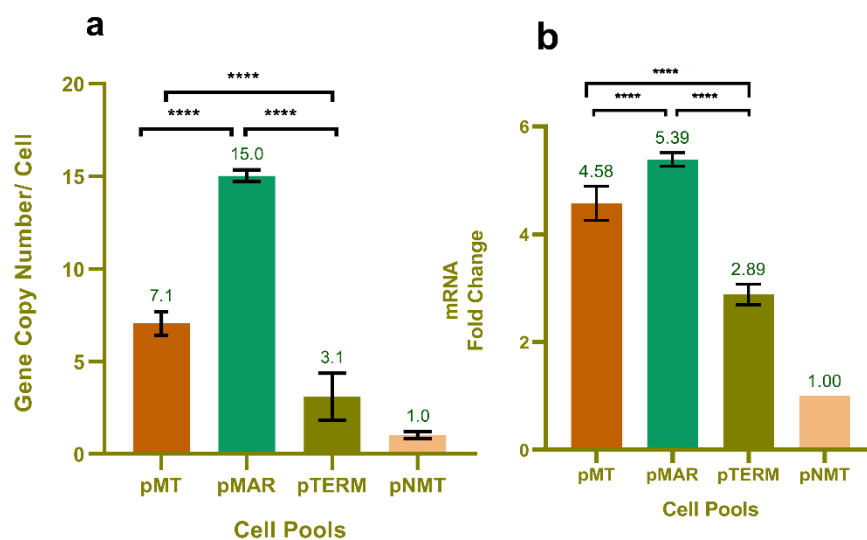 a
****
****
****
20
15
10
5
0
Gene Copy Number/ Cell
7.1
15.0
3.1
1.0
pMT
pMAR
pTERM
pNMT
Cell Pools
b
****
****
****
6
4
2
0
mRNA
Fold Change
4.58
5.39
2.89
1.00
pMT
pMAR
pTERM
pNMT
Cell Pools